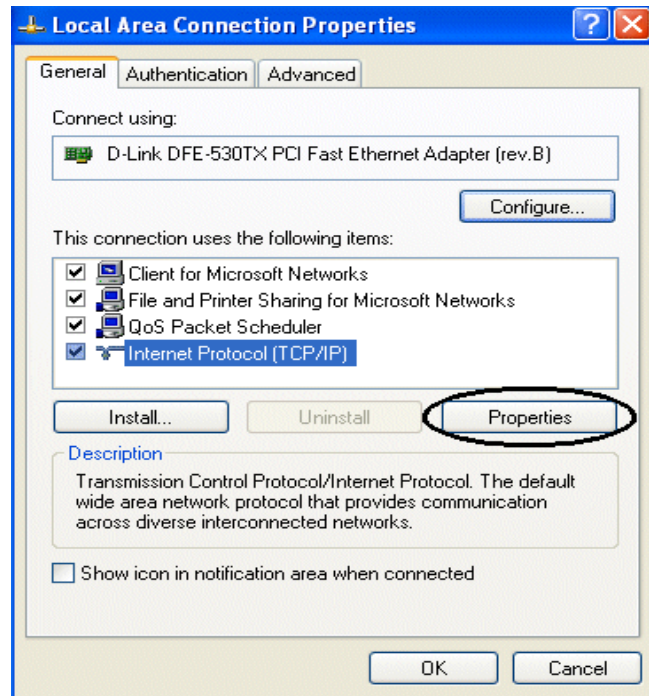 Local Area Connection Properties
General Authentication Advanced
Connect using:
D-Link DFE-530TX PCI Fast Ethernet Adapter (rev.B)
Configure...
This connection uses the following items:
Client for Microsoft Networks
File and Printer Sharing for Microsoft Networks
QoS Packet Scheduler
Internet Protocol (TCP/IP)
Install... Uninstall Properties
Description
Transmission Control Protocol/Internet Protocol. The default
wide area network protocol that provides communication
across diverse interconnected networks.
Show icon in notification area when connected
OK Cancel